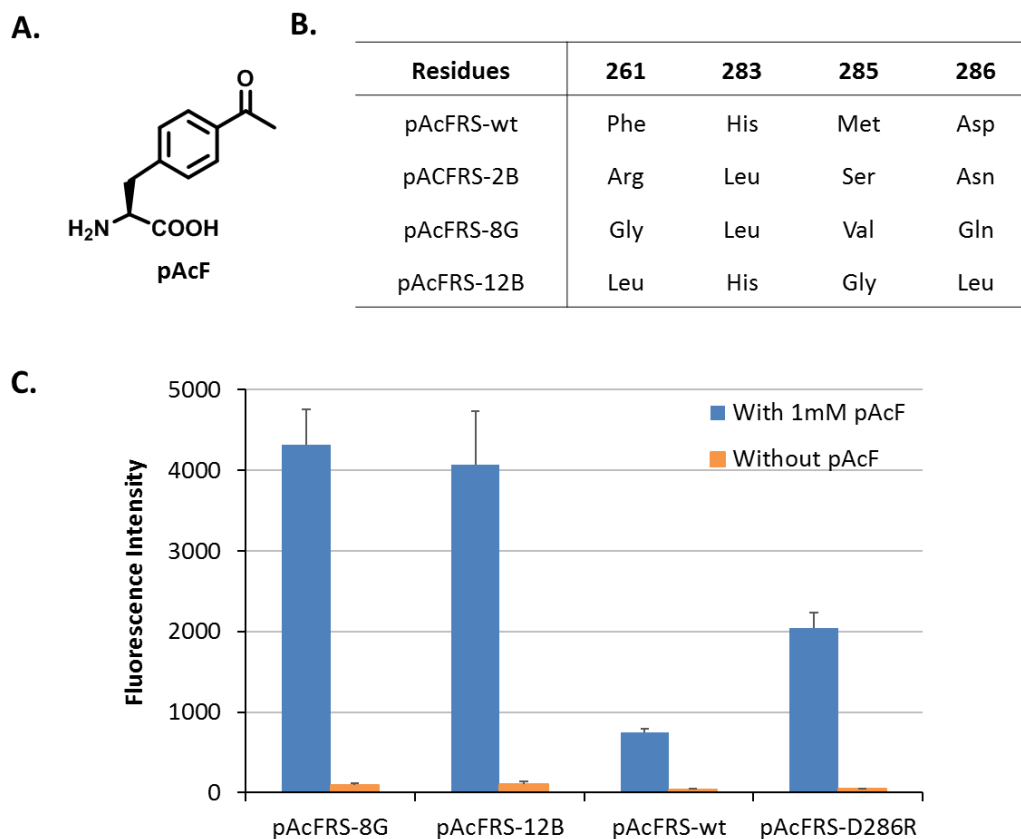 A.
O
H₂N
COOH
pAcF
B.
Residues 261 283 285 286
pAcFRS-wt Phe His Met Asp
pACFRS-2B Arg Leu Ser Asn
pAcFRS-8G Gly Leu Val Gln
pAcFRS-12B Leu His Gly Leu
C.
Fluorescence Intensity
5000
4000
3000
2000
1000
0
With 1mM pAcF
Without pAcF
pAcFRS-8G pAcFRS-12B pAcFRS-wt pAcFRS-D286R